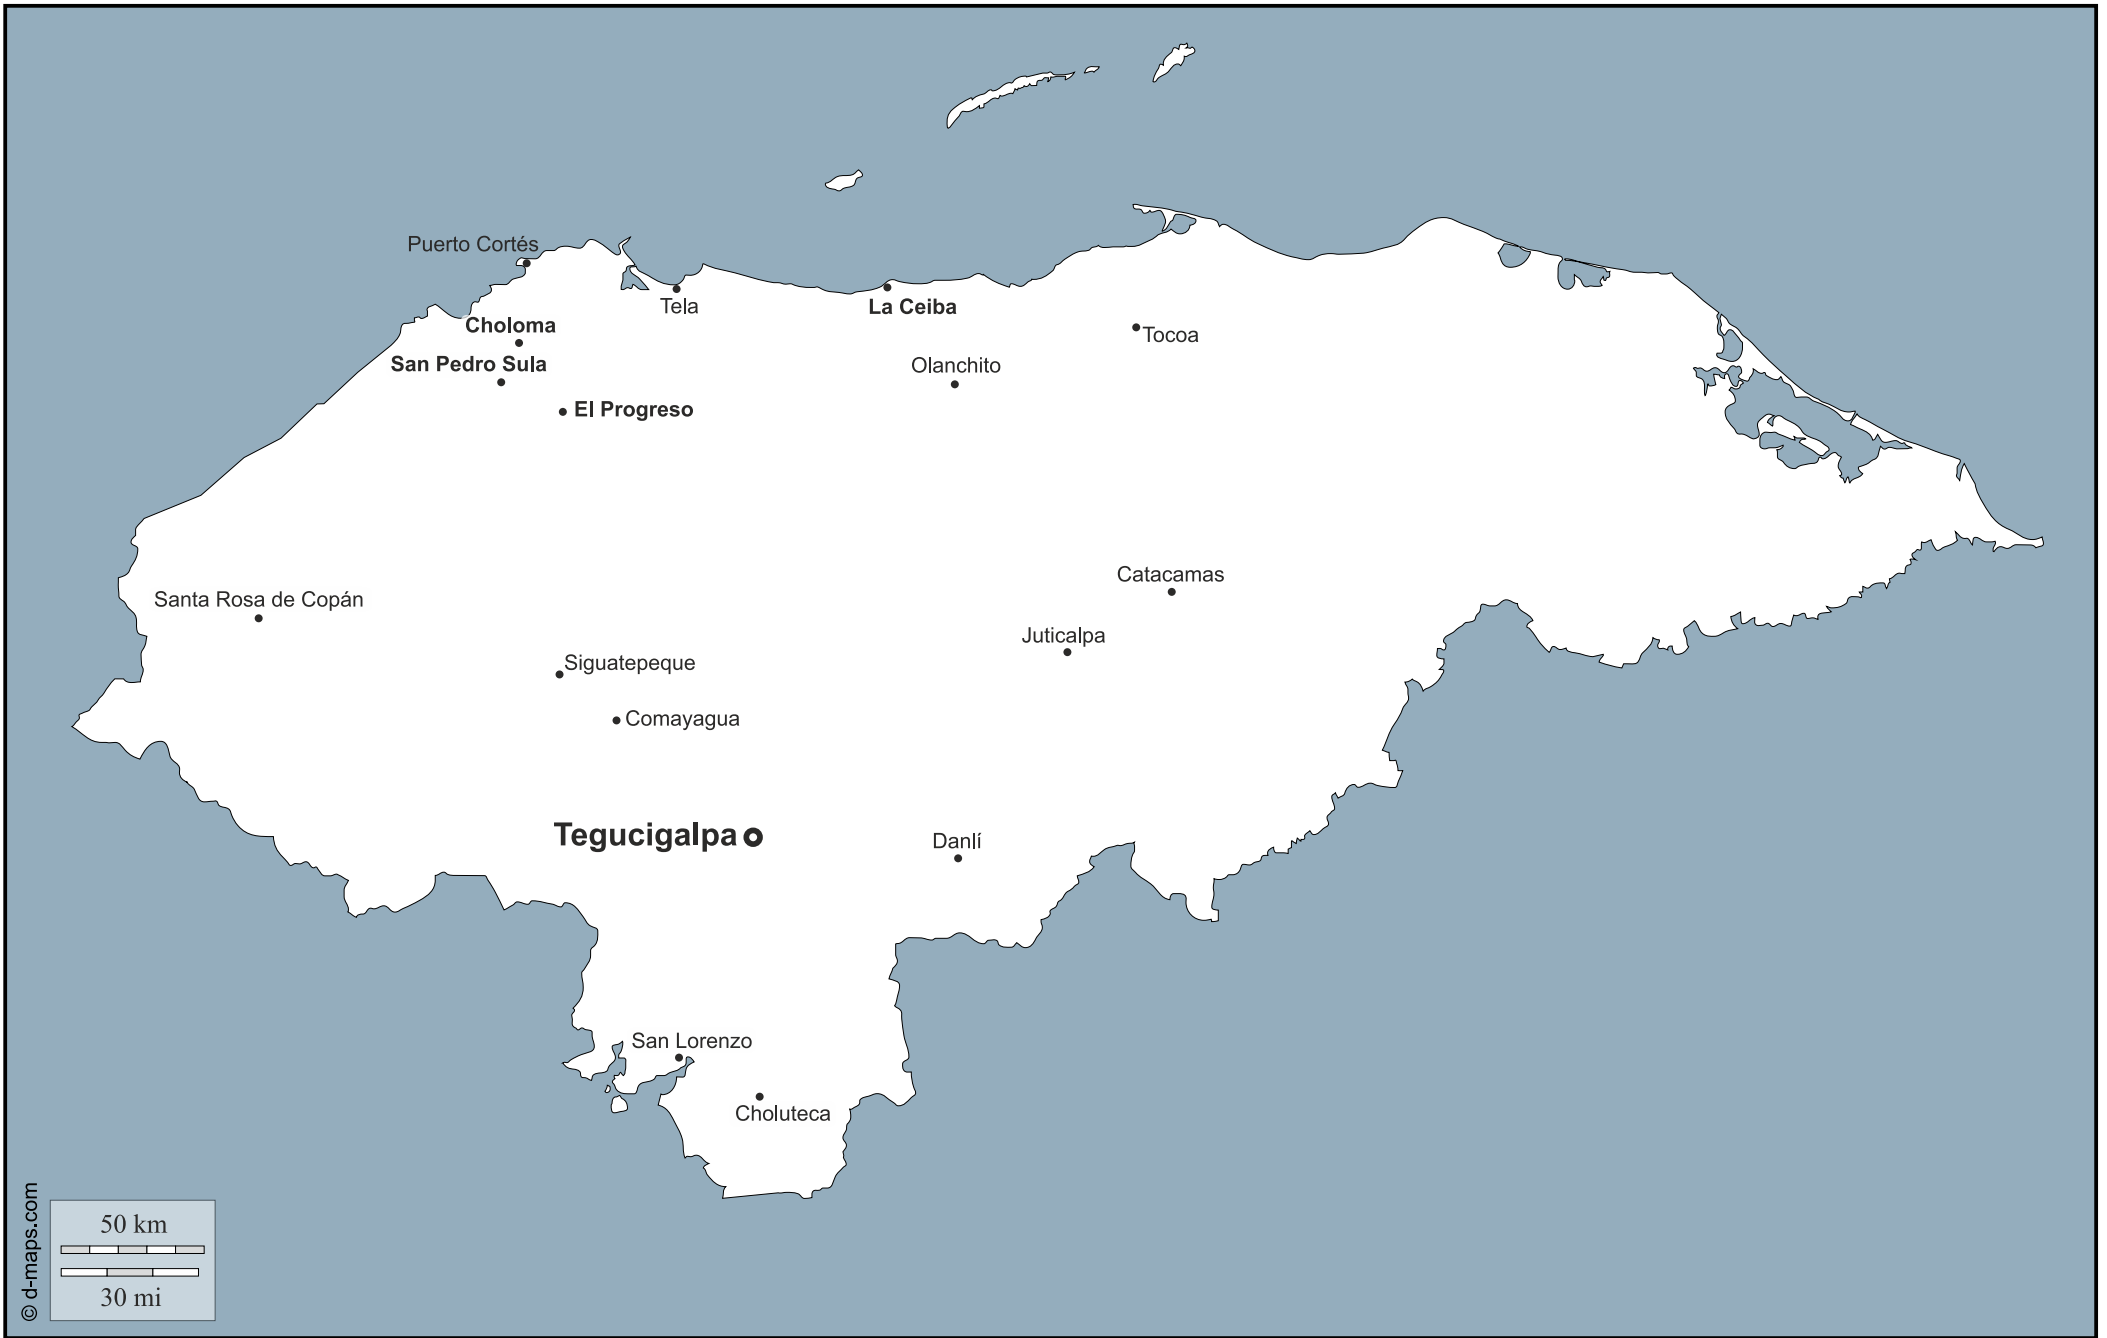 Puerto Cortés
Tela
La Ceiba
Choloma
Tocoa
San Pedro Sula
Olanchito
El Progreso
Catacamas
Santa Rosa de Copán
Juticalpa
Siguatepeque
Comayagua
Tegucigalpa
Danlí
San Lorenzo
Choluteca
© d-maps.com
50 km
30 mi